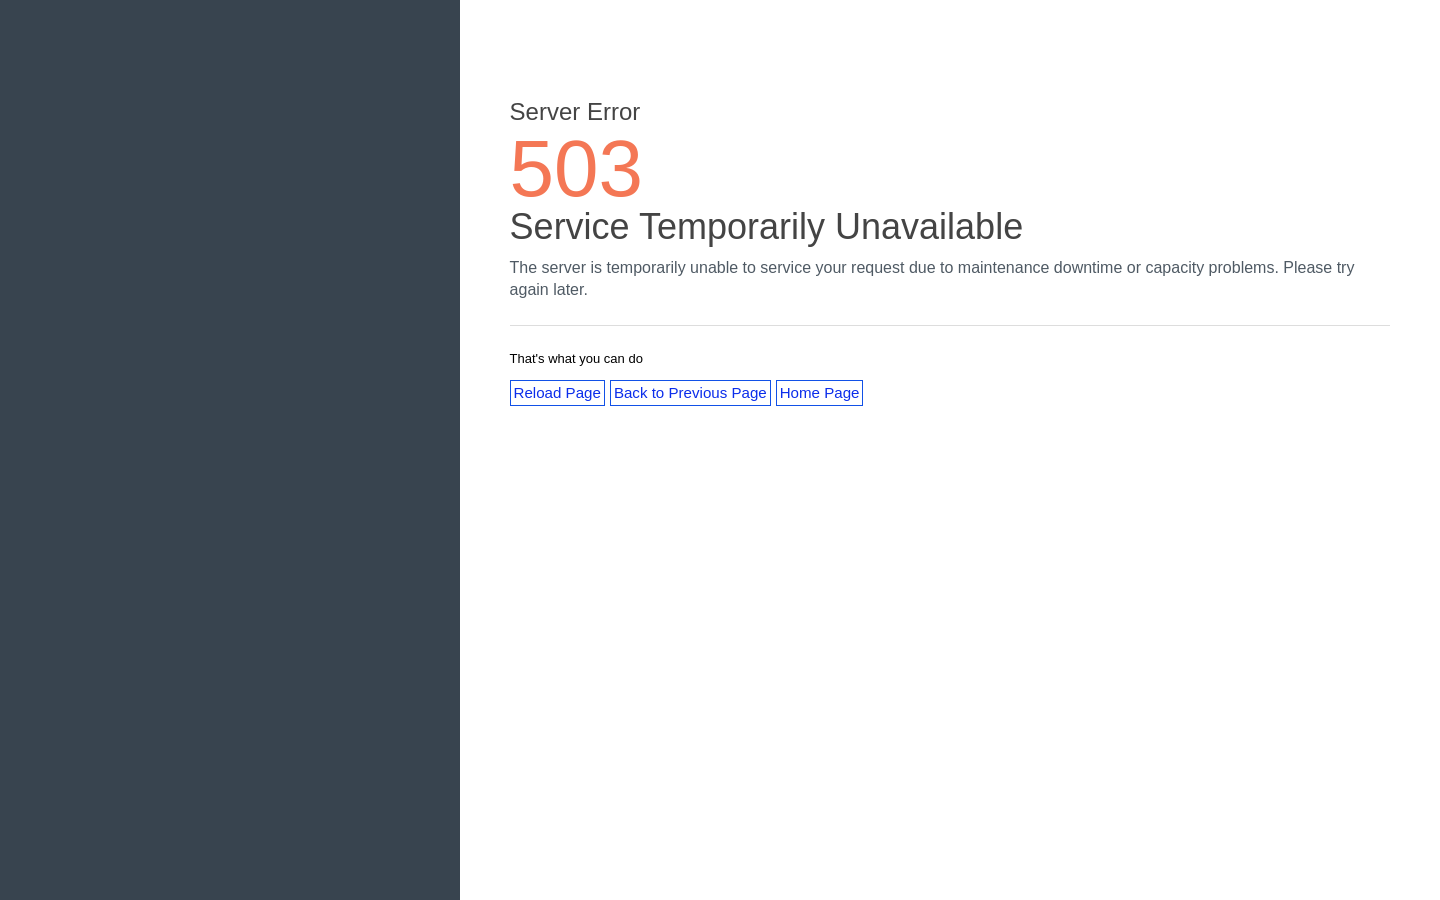 Server Error
503
Service Temporarily Unavailable
The server is temporarily unable to service your request due to maintenance downtime or capacity problems. Please try
again later.
That's what you can do
Reload Page Back to Previous Page Home Page